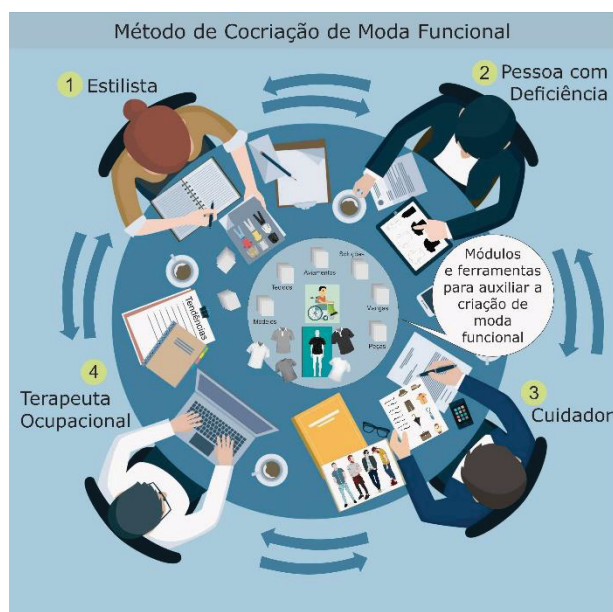 Método de Cocriação de Moda Funcional
1 Estilista
2 Pessoa com
Deficiência
Módulos
e ferramentas
para auxiliar a
criação de
moda
funcional
Tecidos
Aviamentos
Soluções
Mangas
Modelos
Peças
Tendências
4
Terapeuta
Ocupacional
3
Cuidador